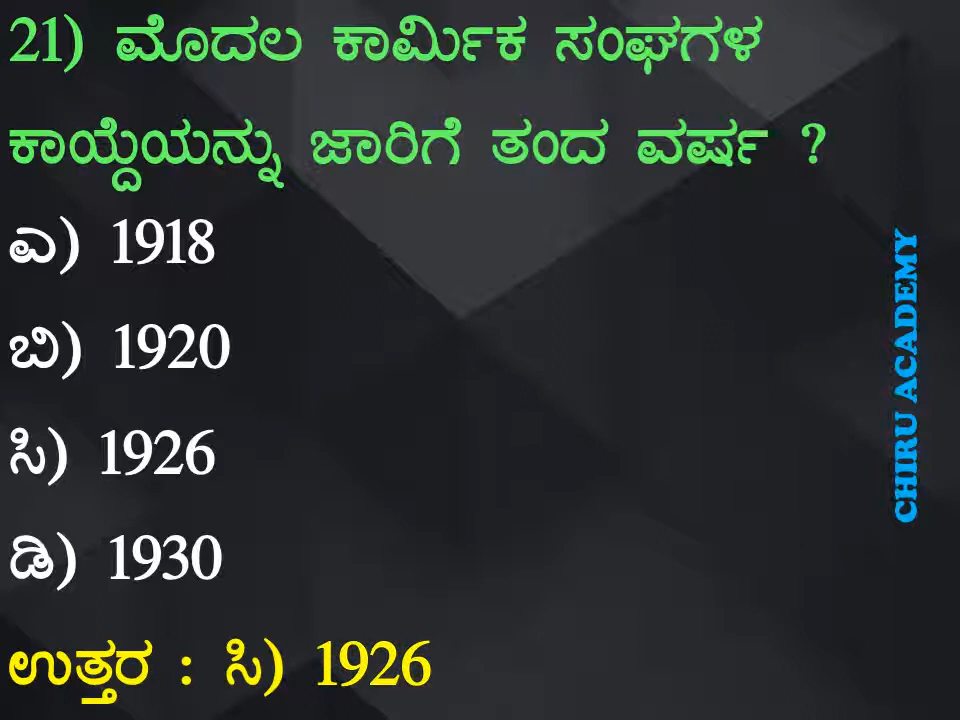 21) ಮೊದಲ ಕಾರ್ಮಿಕ ಸಂಘಗಳ
ಕಾಯ್ದೆಯನ್ನು ಜಾರಿಗೆ ತಂದ ವರ್ಷ ?
ಎ) 1918
ಬಿ) 1920
ಸಿ) 1926
ಡಿ) 1930
ಉತ್ತರ : ಸಿ) 1926
CHIRU ACADEMY